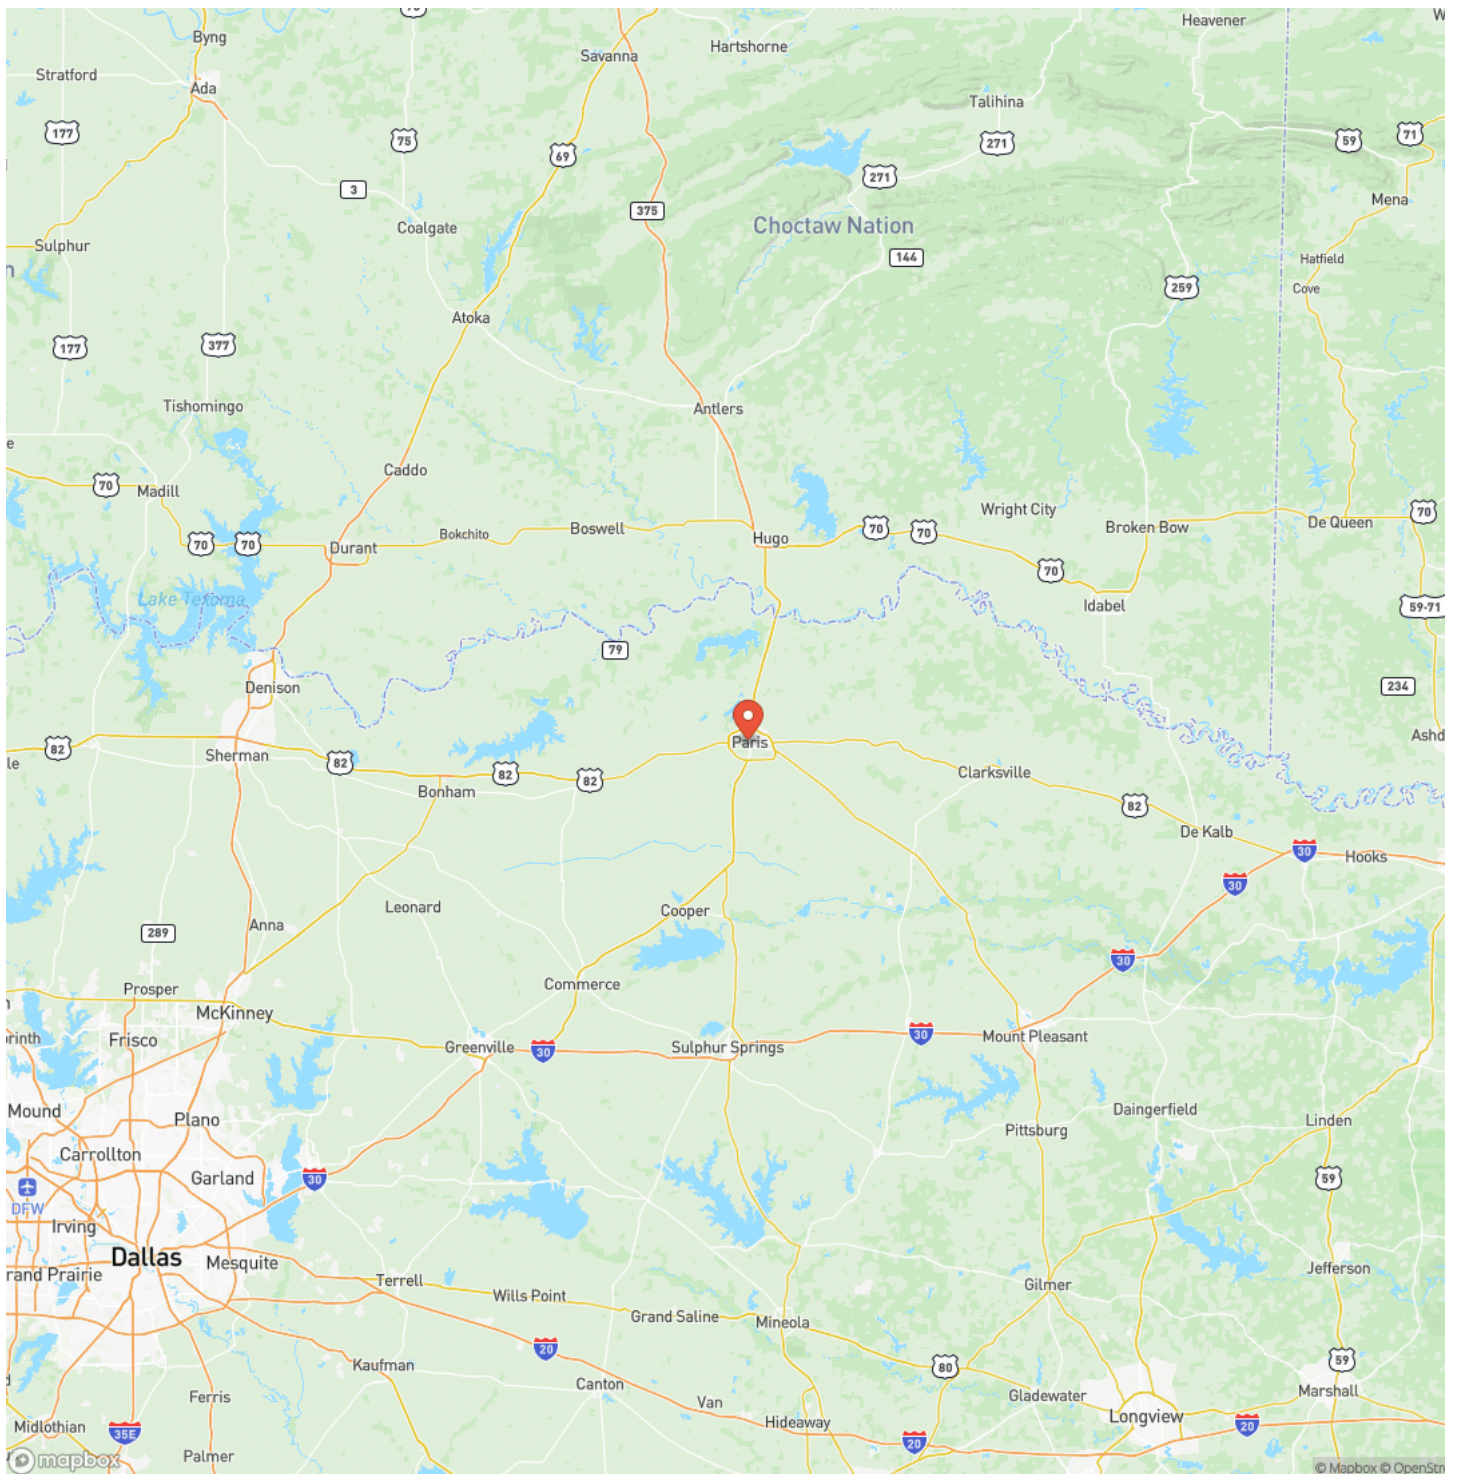 75
Heavener
W
Byng
Savanna
Hartshorne
Stratford
Ada
Talihina
177
75
69
271
59
71
271
3
375
Mena
Choctaw Nation
Coalgate
Sulphur
144
Hatfield
n
259
Cove
Atoka
177
377
Tishomingo
Antlers
e
Caddo
70
Madill
Wright City
70
Boswell
Broken Bow
De Queen
Bokchito
70
70
Durant
Hugo
70
70
70
Lake Texoma
Idabel
59-71
79
Denison
234
Paris
Ashd
82
Sherman
le
82
82
82
Clarksville
Bonham
82
De Kalb
30
Hooks
30
Leonard
Cooper
Anna
289
30
Commerce
Prosper
McKinney
orinth
Frisco
30
Greenville
30
Sulphur Springs
Mount Pleasant
Mound
Plano
Daingerfield
Pittsburg
Linden
Carrollton
Garland
30
59
DFW
Irving
Dallas
Mesquite
rand Prairie
Terrell
Jefferson
Gilmer
Wills Point
Grand Saline
Mineola
20
Kaufman
80
59
Canton
Marshall
Ferris
Gladewater
Van
Longview
Midlothian
Hideaway
35E
20
20
Palmer
mapbox
© Mapbox © OpenStre